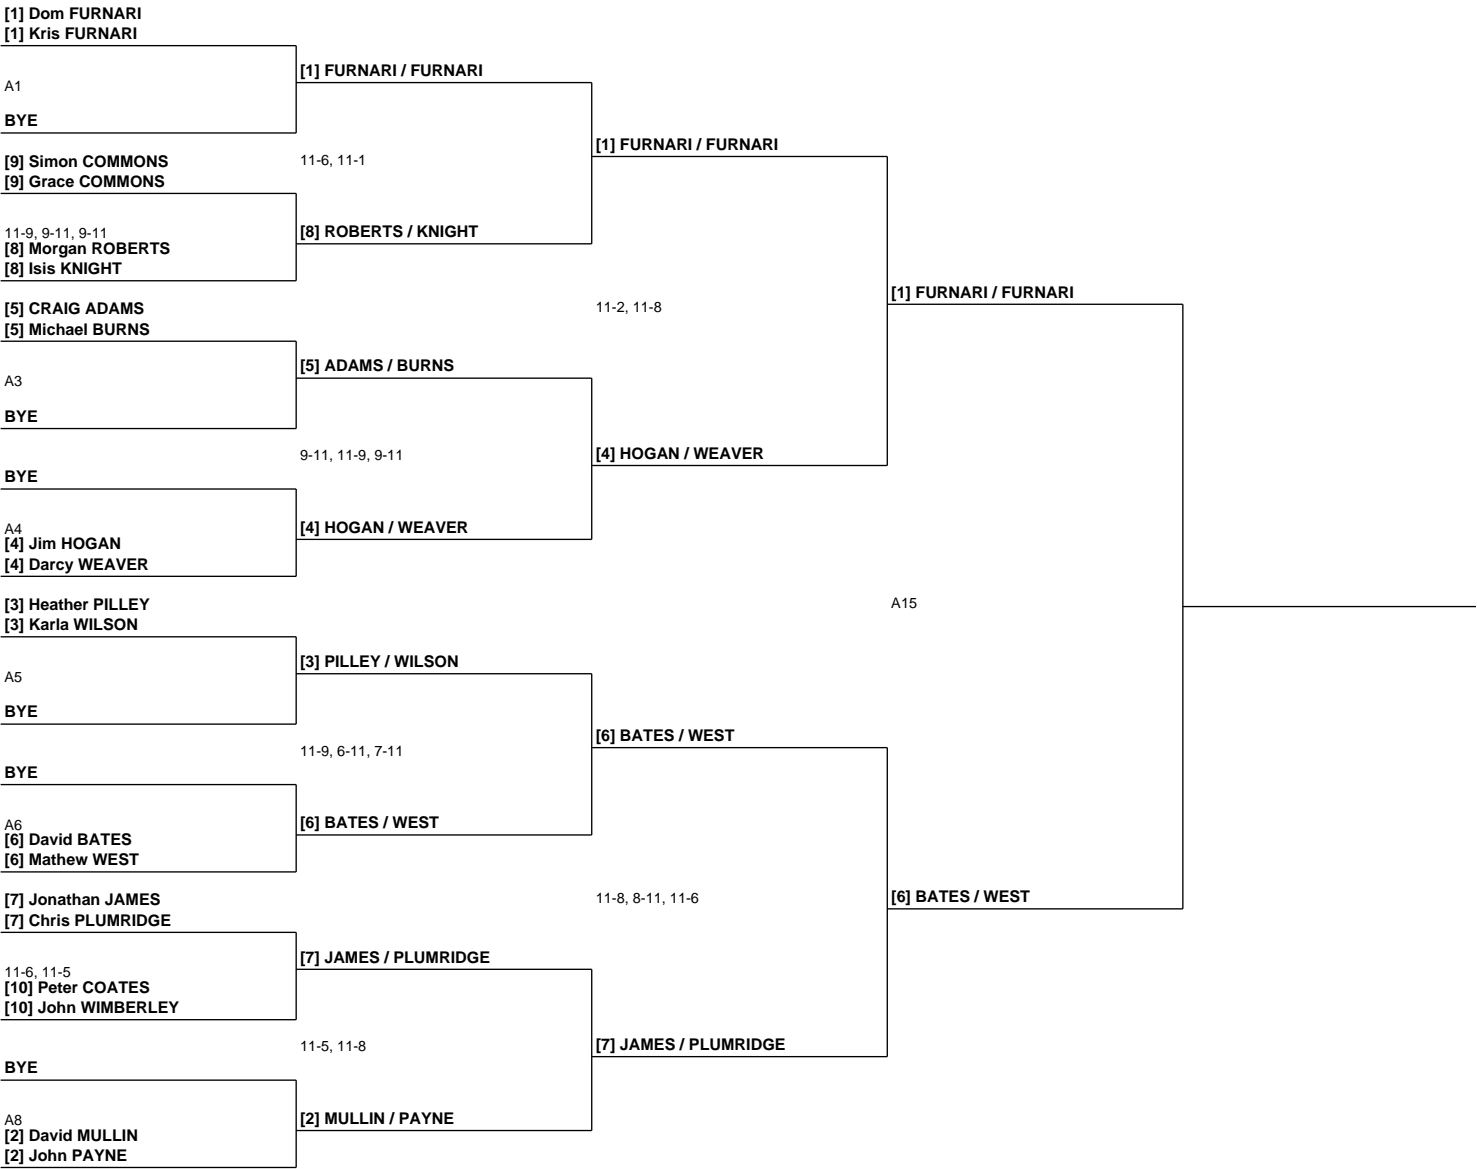 [1] Dom FURNARI
[1] Kris FURNARI
[1] FURNARI / FURNARI
A1
BYE
[1] FURNARI / FURNARI
[9] Simon COMMONS
11-6, 11-1
[9] Grace COMMONS
11-9, 9-11, 9-11
[8] ROBERTS / KNIGHT
[8] Morgan ROBERTS
[8] Isis KNIGHT
[1] FURNARI / FURNARI
[5] CRAIG ADAMS
11-2, 11-8
[5] Michael BURNS
[5] ADAMS / BURNS
A3
BYE
9-11, 11-9, 9-11
[4] HOGAN / WEAVER
BYE
A4
[4] HOGAN / WEAVER
[4] Jim HOGAN
[4] Darcy WEAVER
[3] Heather PILLEY
A15
[3] Karla WILSON
[3] PILLEY / WILSON
A5
BYE
[6] BATES / WEST
11-9, 6-11, 7-11
BYE
A6
[6] BATES / WEST
[6] David BATES
[6] Mathew WEST
[7] Jonathan JAMES
11-8, 8-11, 11-6
[6] BATES / WEST
[7] Chris PLUMRIDGE
[7] JAMES / PLUMRIDGE
11-6, 11-5
[10] Peter COATES
[10] John WIMBERLEY
11-5, 11-8
[7] JAMES / PLUMRIDGE
BYE
A8
[2] MULLIN / PAYNE
[2] David MULLIN
[2] John PAYNE